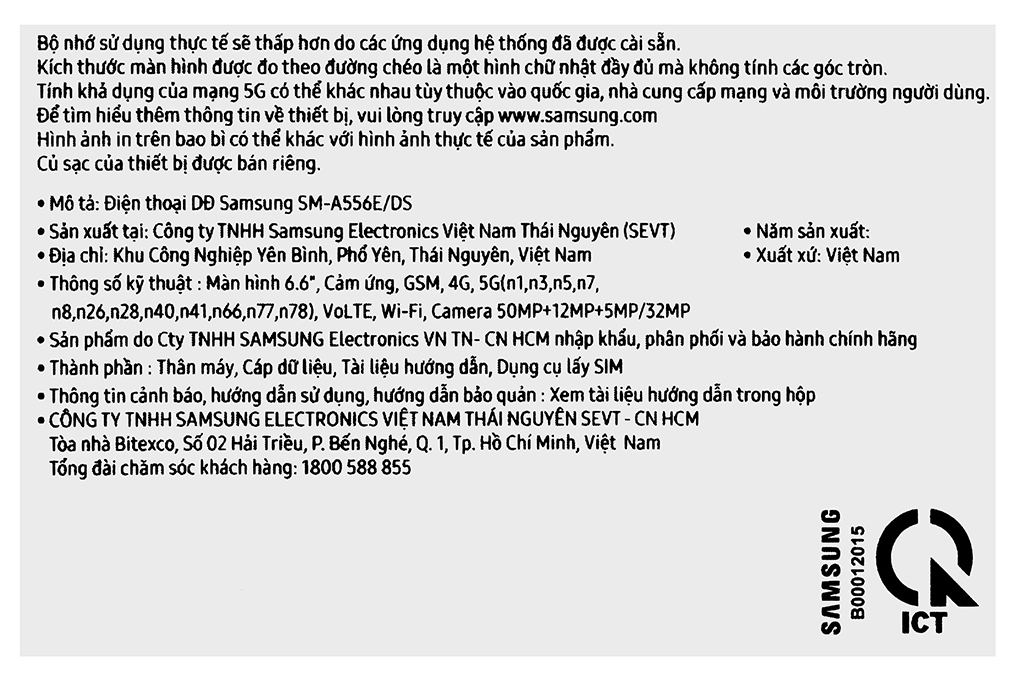 Bộ nhớ sử dụng thực tế sẽ thấp hơn do các ứng dụng hệ thống đã được cài sẵn.
Kích thước màn hình được đo theo đường chéo là một hình chữ nhật đầy đủ mà không tính các góc tròn.
Tính khả dụng của mạng 5G có thể khác nhau tùy thuộc vào quốc gia, nhà cung cấp mạng và môi trường người dùng.
Để tìm hiểu thêm thông tin về thiết bị, vui lòng truy cập www.samsung.com
Hình ảnh in trên bao bì có thể khác với hình ảnh thực tế của sản phẩm.
Củ sạc của thiết bị được bán riêng.
• Mô tả: Điện thoại DĐ Samsung SM-A556E/DS
• Sản xuất tại: Công ty TNHH Samsung Electronics Việt Nam Thái Nguyên (SEVT)
• Năm sản xuất:
• Địa chỉ: Khu Công Nghiệp Yên Bình, Phổ Yên, Thái Nguyên, Việt Nam
• Xuất xứ: Việt Nam
• Thông số kỹ thuật : Màn hình 6.6", Cảm ứng, GSM, 4G, 5G(n1,n3,n5,n7,
n8,n26,n28,n40,n41,n66,n77,n78), VoLTE, Wi-Fi, Camera 50MP+12MP+5MP/32MP
• Sản phẩm do Cty TNHH SAMSUNG Electronics VN TN- CN HCM nhập khẩu, phân phối và bảo hành chính hãng
• Thành phần : Thân máy, Cáp dữ liệu, Tài liệu hướng dẫn, Dụng cụ lấy SIM
• Thông tin cảnh báo, hướng dẫn sử dụng, hướng dẫn bảo quản : Xem tài liệu hướng dẫn trong hộp
• CÔNG TY TNHH SAMSUNG ELECTRONICS VIỆT NAM THÁI NGUYÊN SEVT - CN HCM
Tòa nhà Bitexco, Số 02 Hải Triều, P. Bến Nghé, Q. 1, Tp. Hồ Chí Minh, Việt Nam
Tổng đài chăm sóc khách hàng: 1800 588 855
SAMSUNG
B00012015
ICT